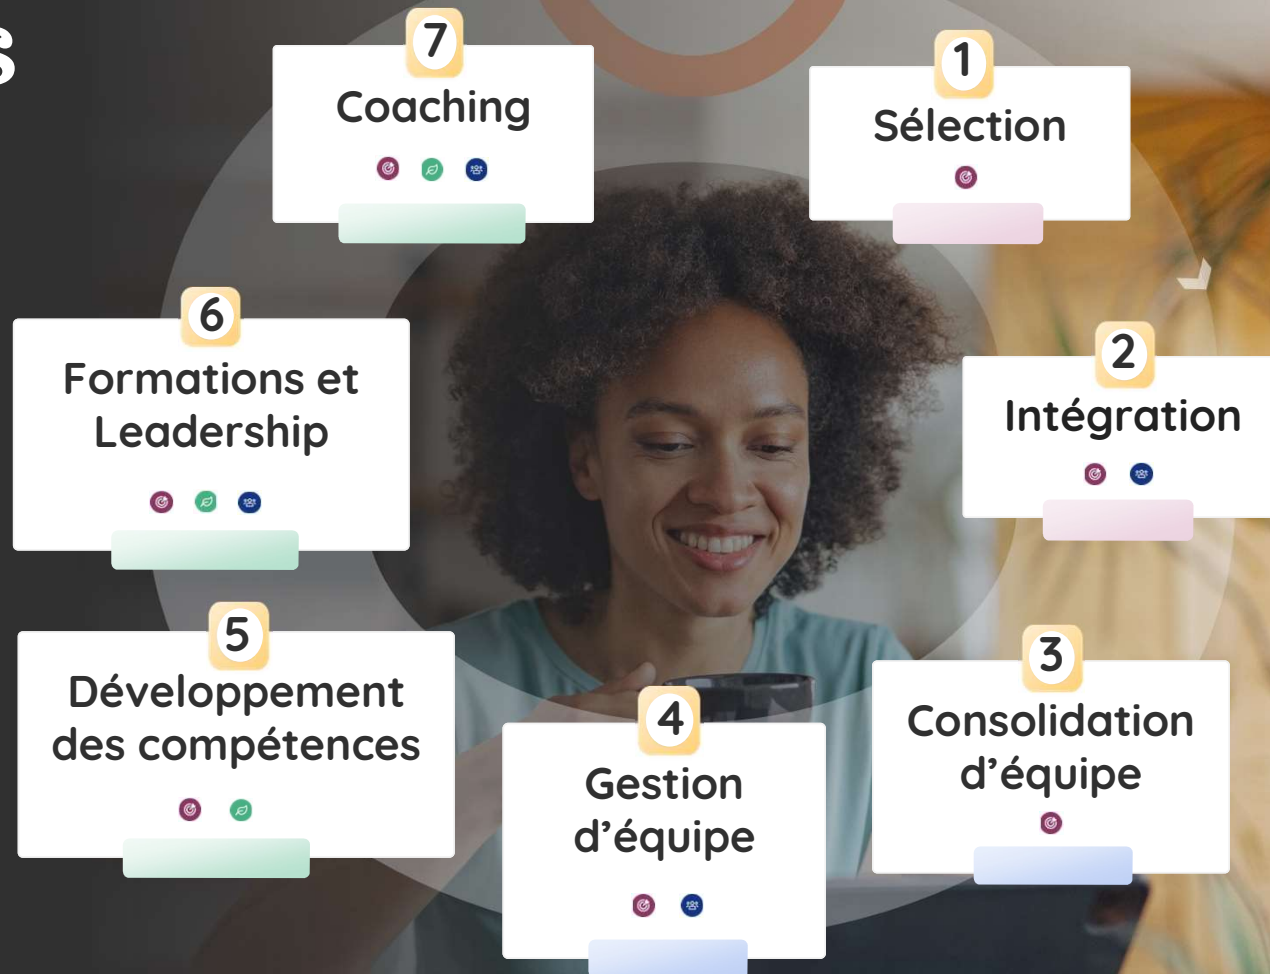 s
7
Coaching
1
Sélection
6
Formations et
Leadership
2
Intégration
5
Développement
des compétences
4
Gestion
d’équipe
3
Consolidation
d’équipe